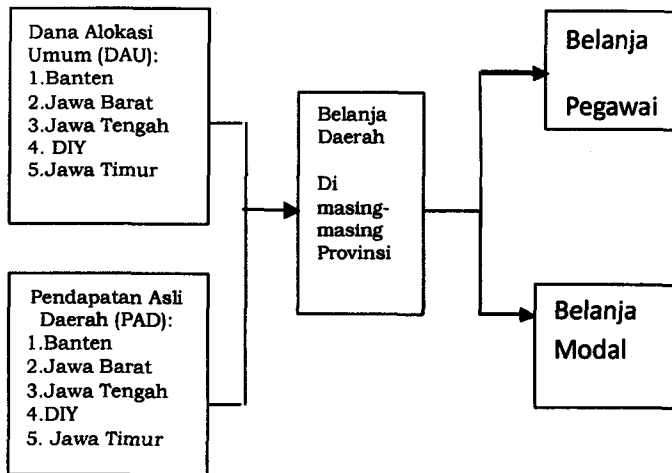 Dana Alokasi
Umum (DAU):
1.Banten
2.Jawa Barat
3.Jawa Tengah
4. DIY
5.Jawa Timur
Pendapatan Asli
Daerah (PAD):
1.Banten
2.Jawa Barat
3.Jawa Tengah
4.DIY
5. Jawa Timur
Belanja
Daerah
Di
masing-
masing
Provinsi
Belanja
Pegawai
Belanja
Modal